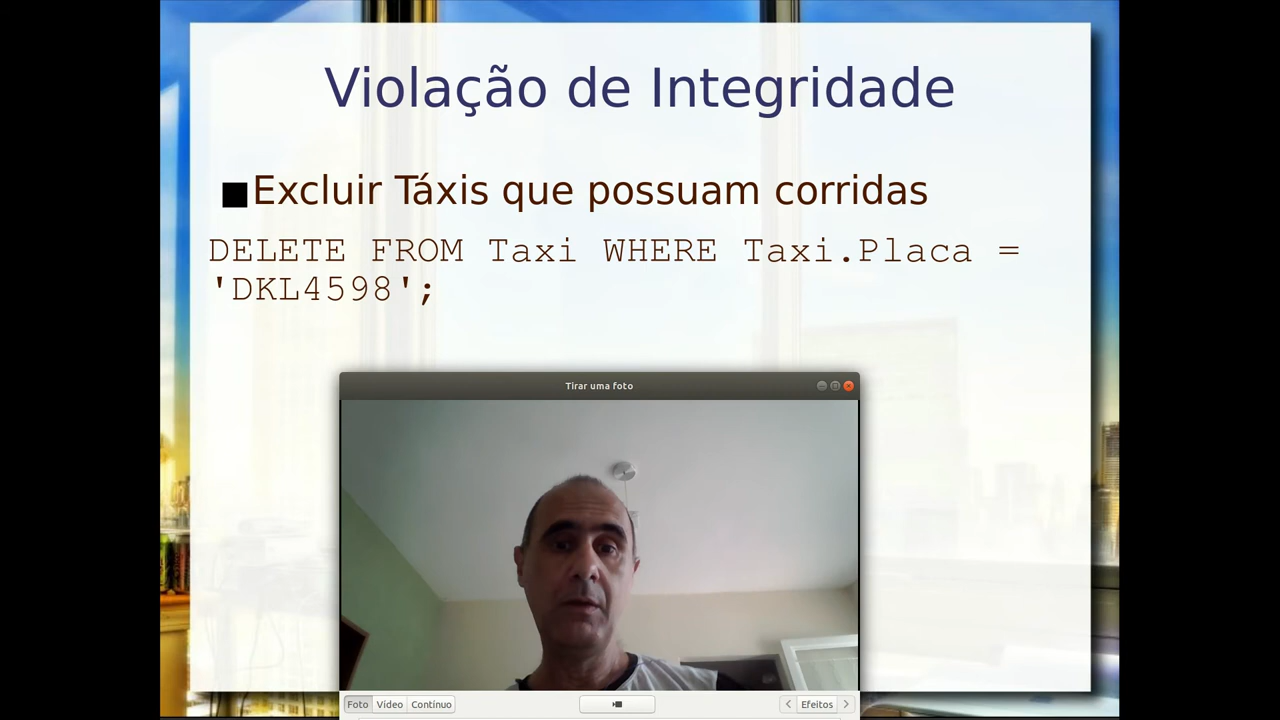 Violação de Integridade
Excluir Táxis que possuam corridas
DELETE FROM Taxi WHERE Taxi.Placa =
'DKL4598';
Tirar uma foto
Foto Vídeo Contínuo Efeitos